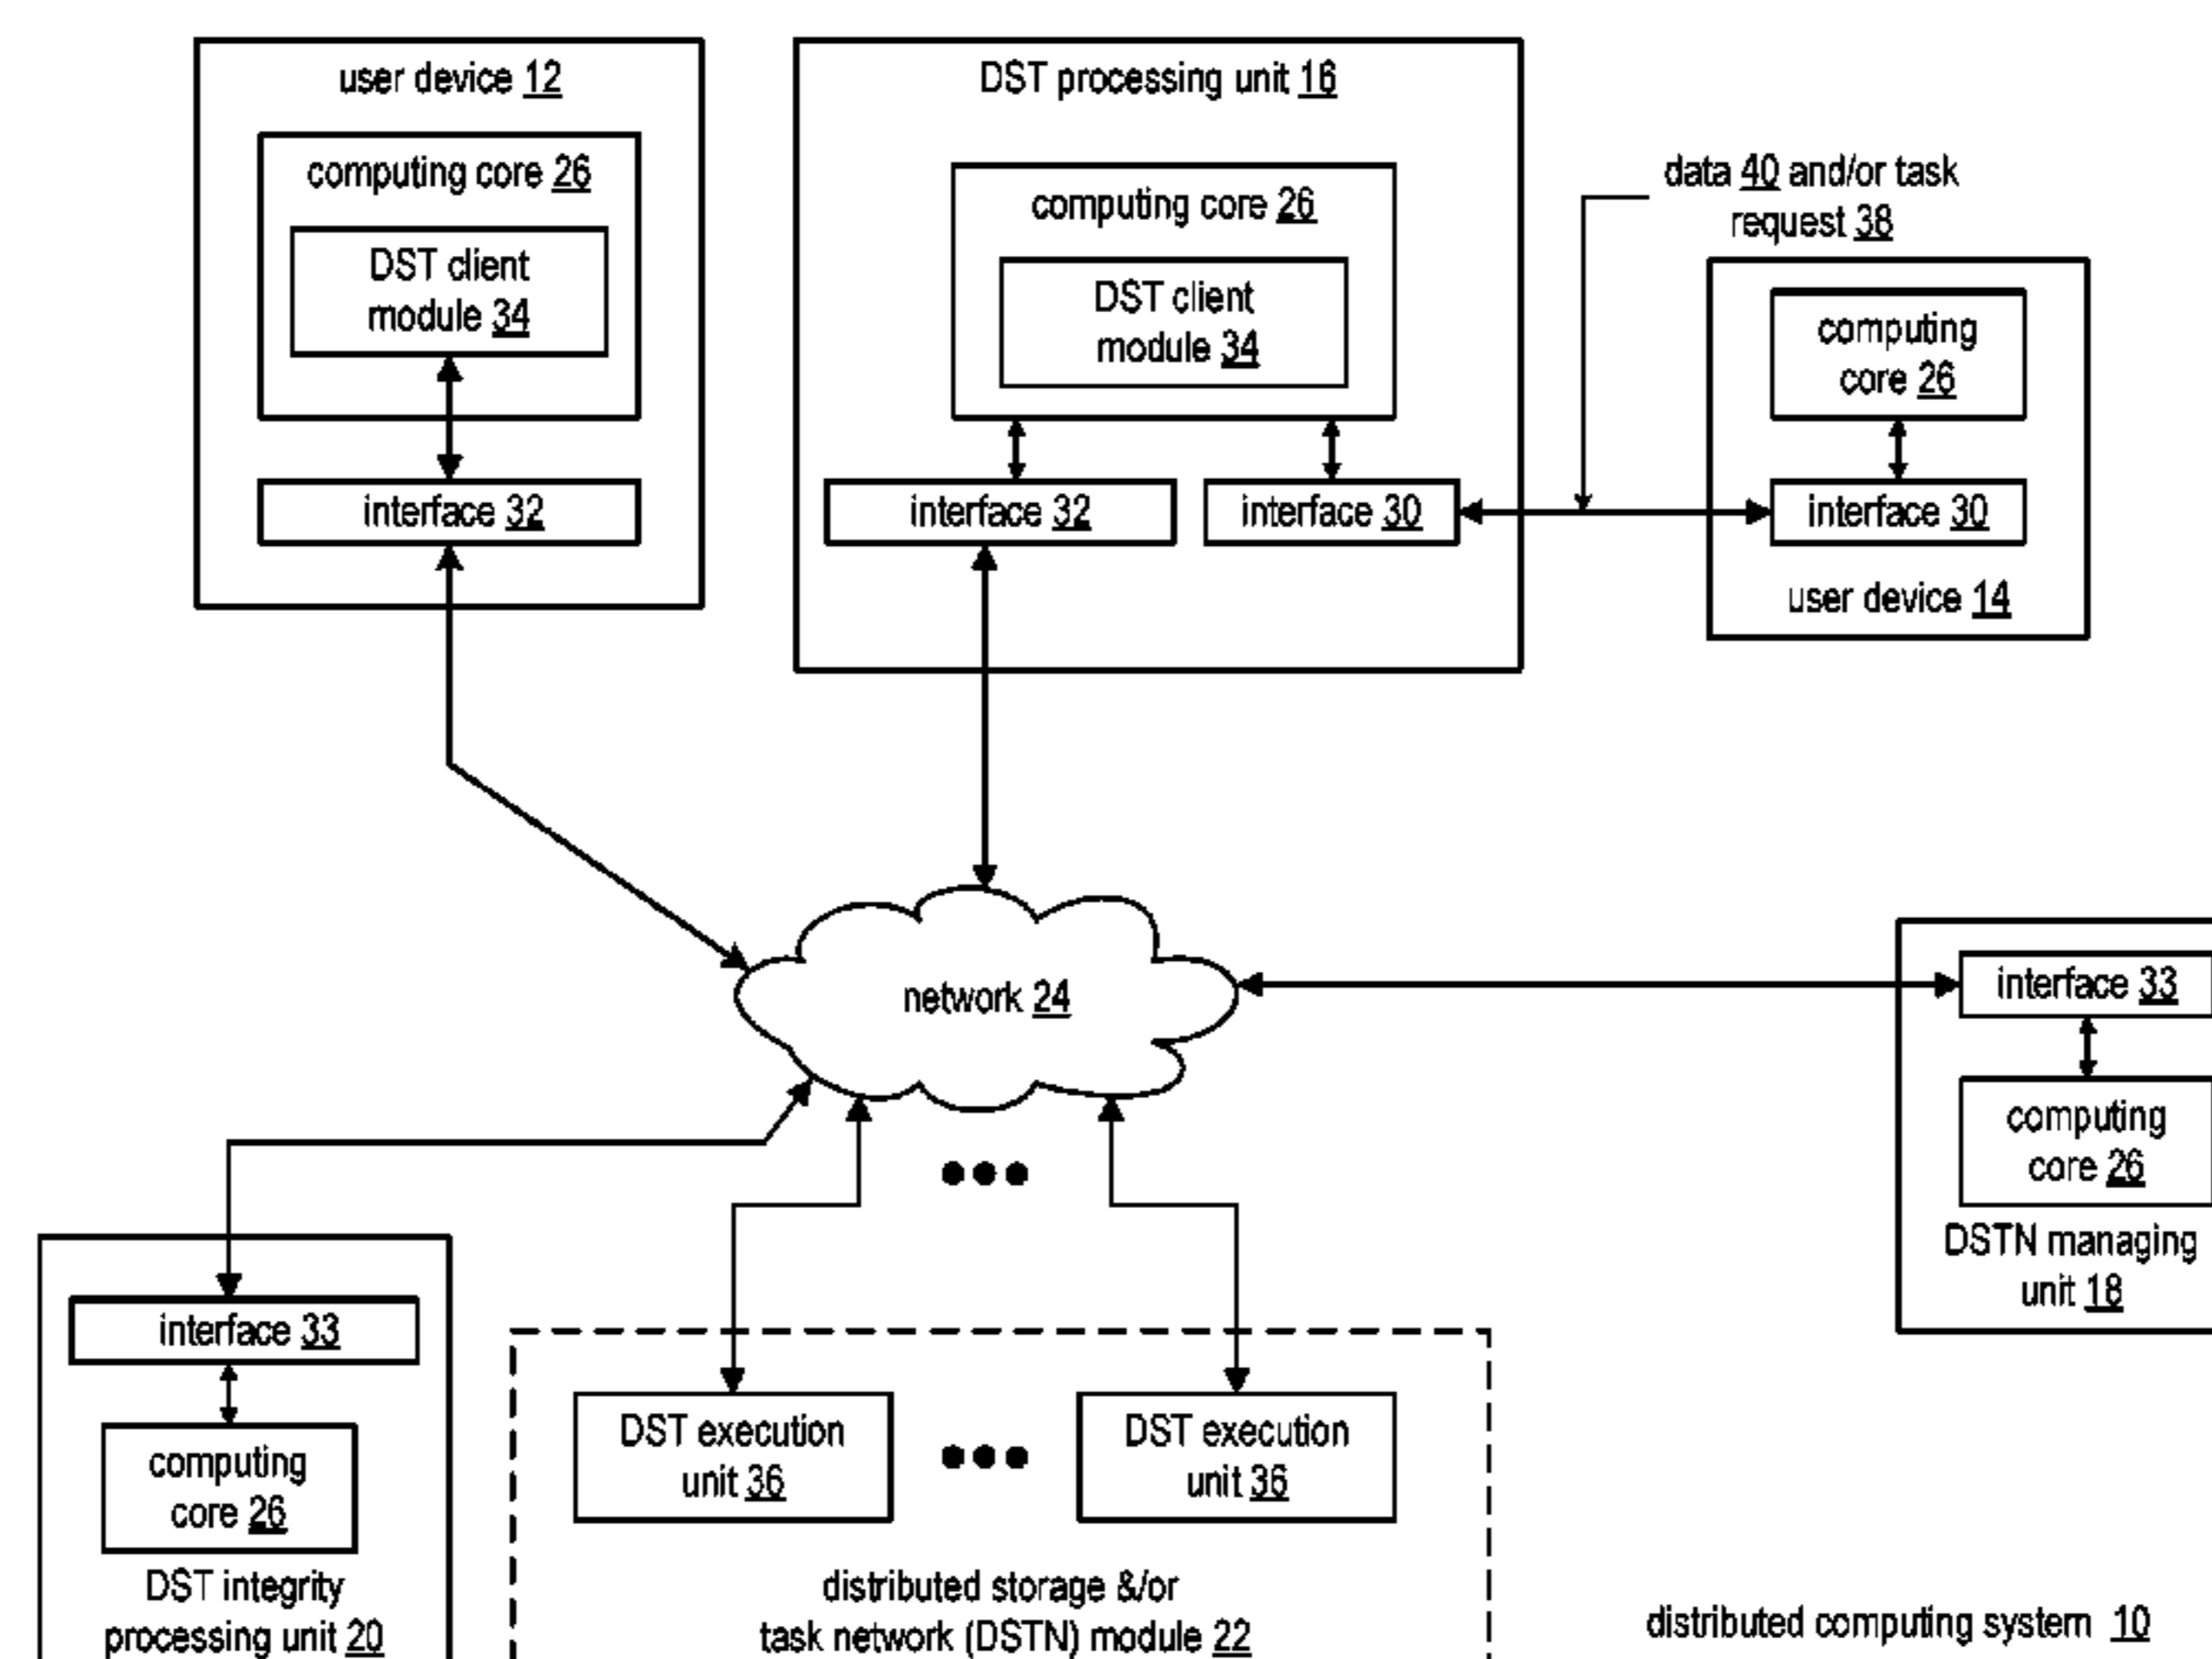 user device 12
computing core 26
DST client
module 34
interface 32
DST processing unit 16
computing core 26
DST client
module 34
interface 32
interface 30
data 40 and/or task
request 38
computing
core 26
interface 30
user device 14
network 24
interface 33
computing
core 26
DSTN managing
unit 18
interface 33
computing
core 26
DST integrity
processing unit 20
DST execution
unit 36
DST execution
unit 36
distributed storage &/or
task network (DSTN) module 22
distributed computing system 10